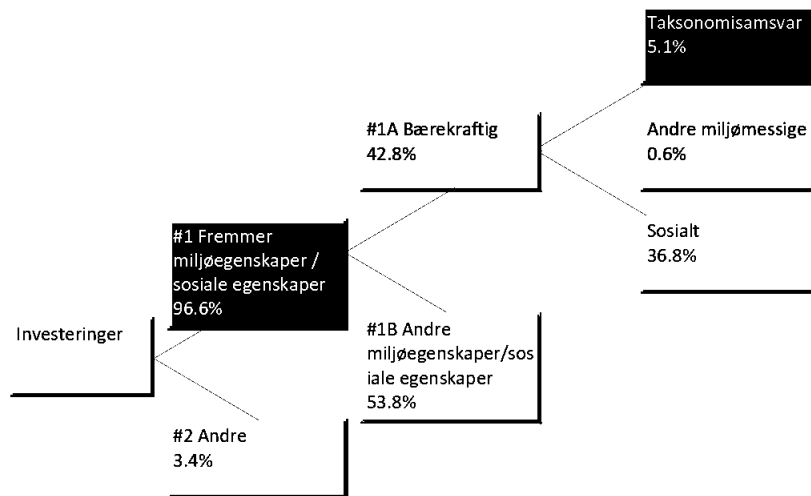 Taksonomisamsvar
5.1%
#1A Bærekraftig
42.8%
Andre miljømessige
0.6%
#1 Fremmer
miljøegenskaper /
sosiale egenskaper
96.6%
Sosialt
36.8%
Investeringer
#1B Andre
miljøegenskaper/sos
iale egenskaper
53.8%
#2 Andre
3.4%